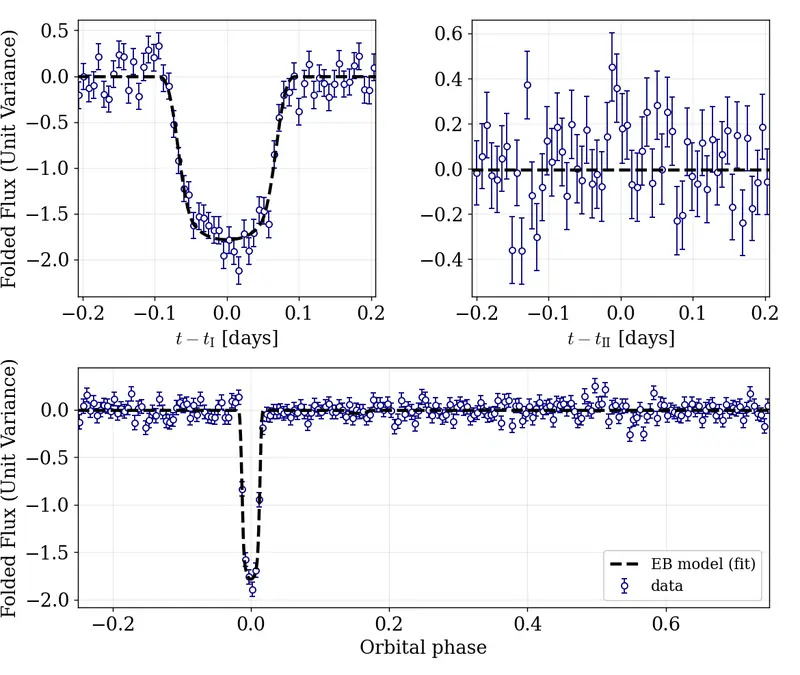 Folded Flux (Unit Variance)
0.5
0.0
−0.5
−1.0
−1.5
−2.0
−0.2 −0.1 0.0 0.1 0.2
t − tI [days]
0.6
0.4
0.2
0.0
−0.2
−0.4
−0.2 −0.1 0.0 0.1 0.2
t − tII [days]
Folded Flux (Unit Variance)
0.0
−0.5
−1.0
−1.5
−2.0
−0.2 0.0 0.2 0.4 0.6
Orbital phase
EB model (fit)
data